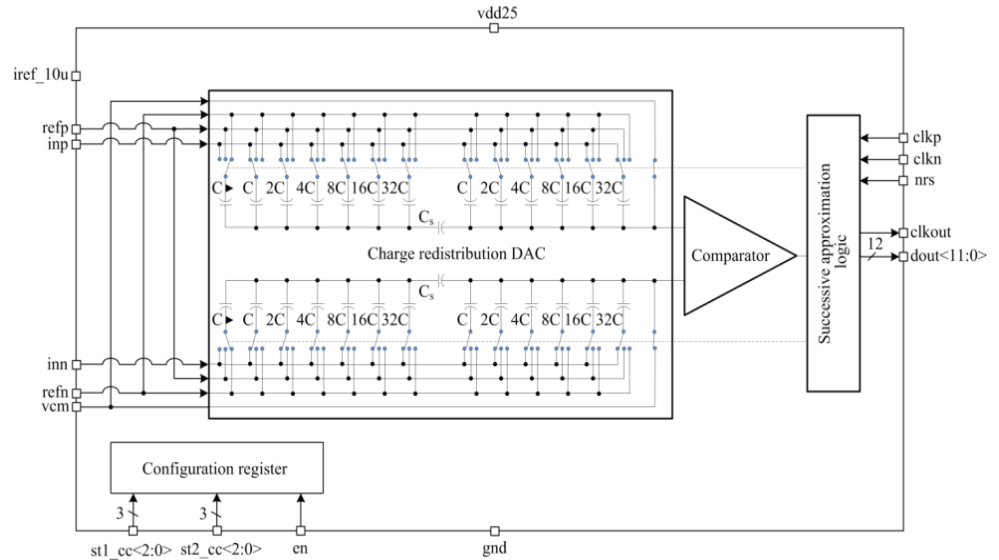 vdd25
iref_10u
refp
inp
clkp
clkn
nrs
C C 2C 4C 8C 16C 32C C 2C 4C 8C 16C 32C
Cs
clkout
Charge redistribution DAC
Comparator
Successive approximation
logic
12
dout<11:0>
Cs
C C 2C 4C 8C 16C 32C C 2C 4C 8C 16C 32C
inn
refn
vcm
Configuration register
3 3
st1_cc<2:0> st2_cc<2:0> en gnd